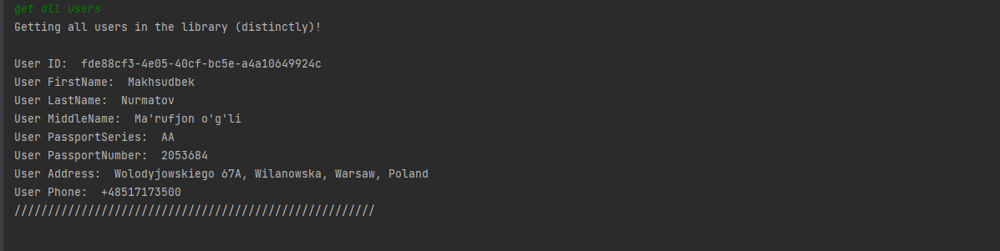 get all users
Getting all users in the library (distinctly)!
User ID:  fde88cf3-4e05-40cf-bc5e-a4a10649924c
User FirstName:  Makhsudbek
User LastName:  Nurmatov
User MiddleName:  Ma'rufjon o'g'li
User PassportSeries:  AA
User PassportNumber:  2053684
User Address:  Wolodyjowskiego 67A, Wilanowska, Warsaw, Poland
User Phone:  +48517173500
//////////////////////////////////////////////////////